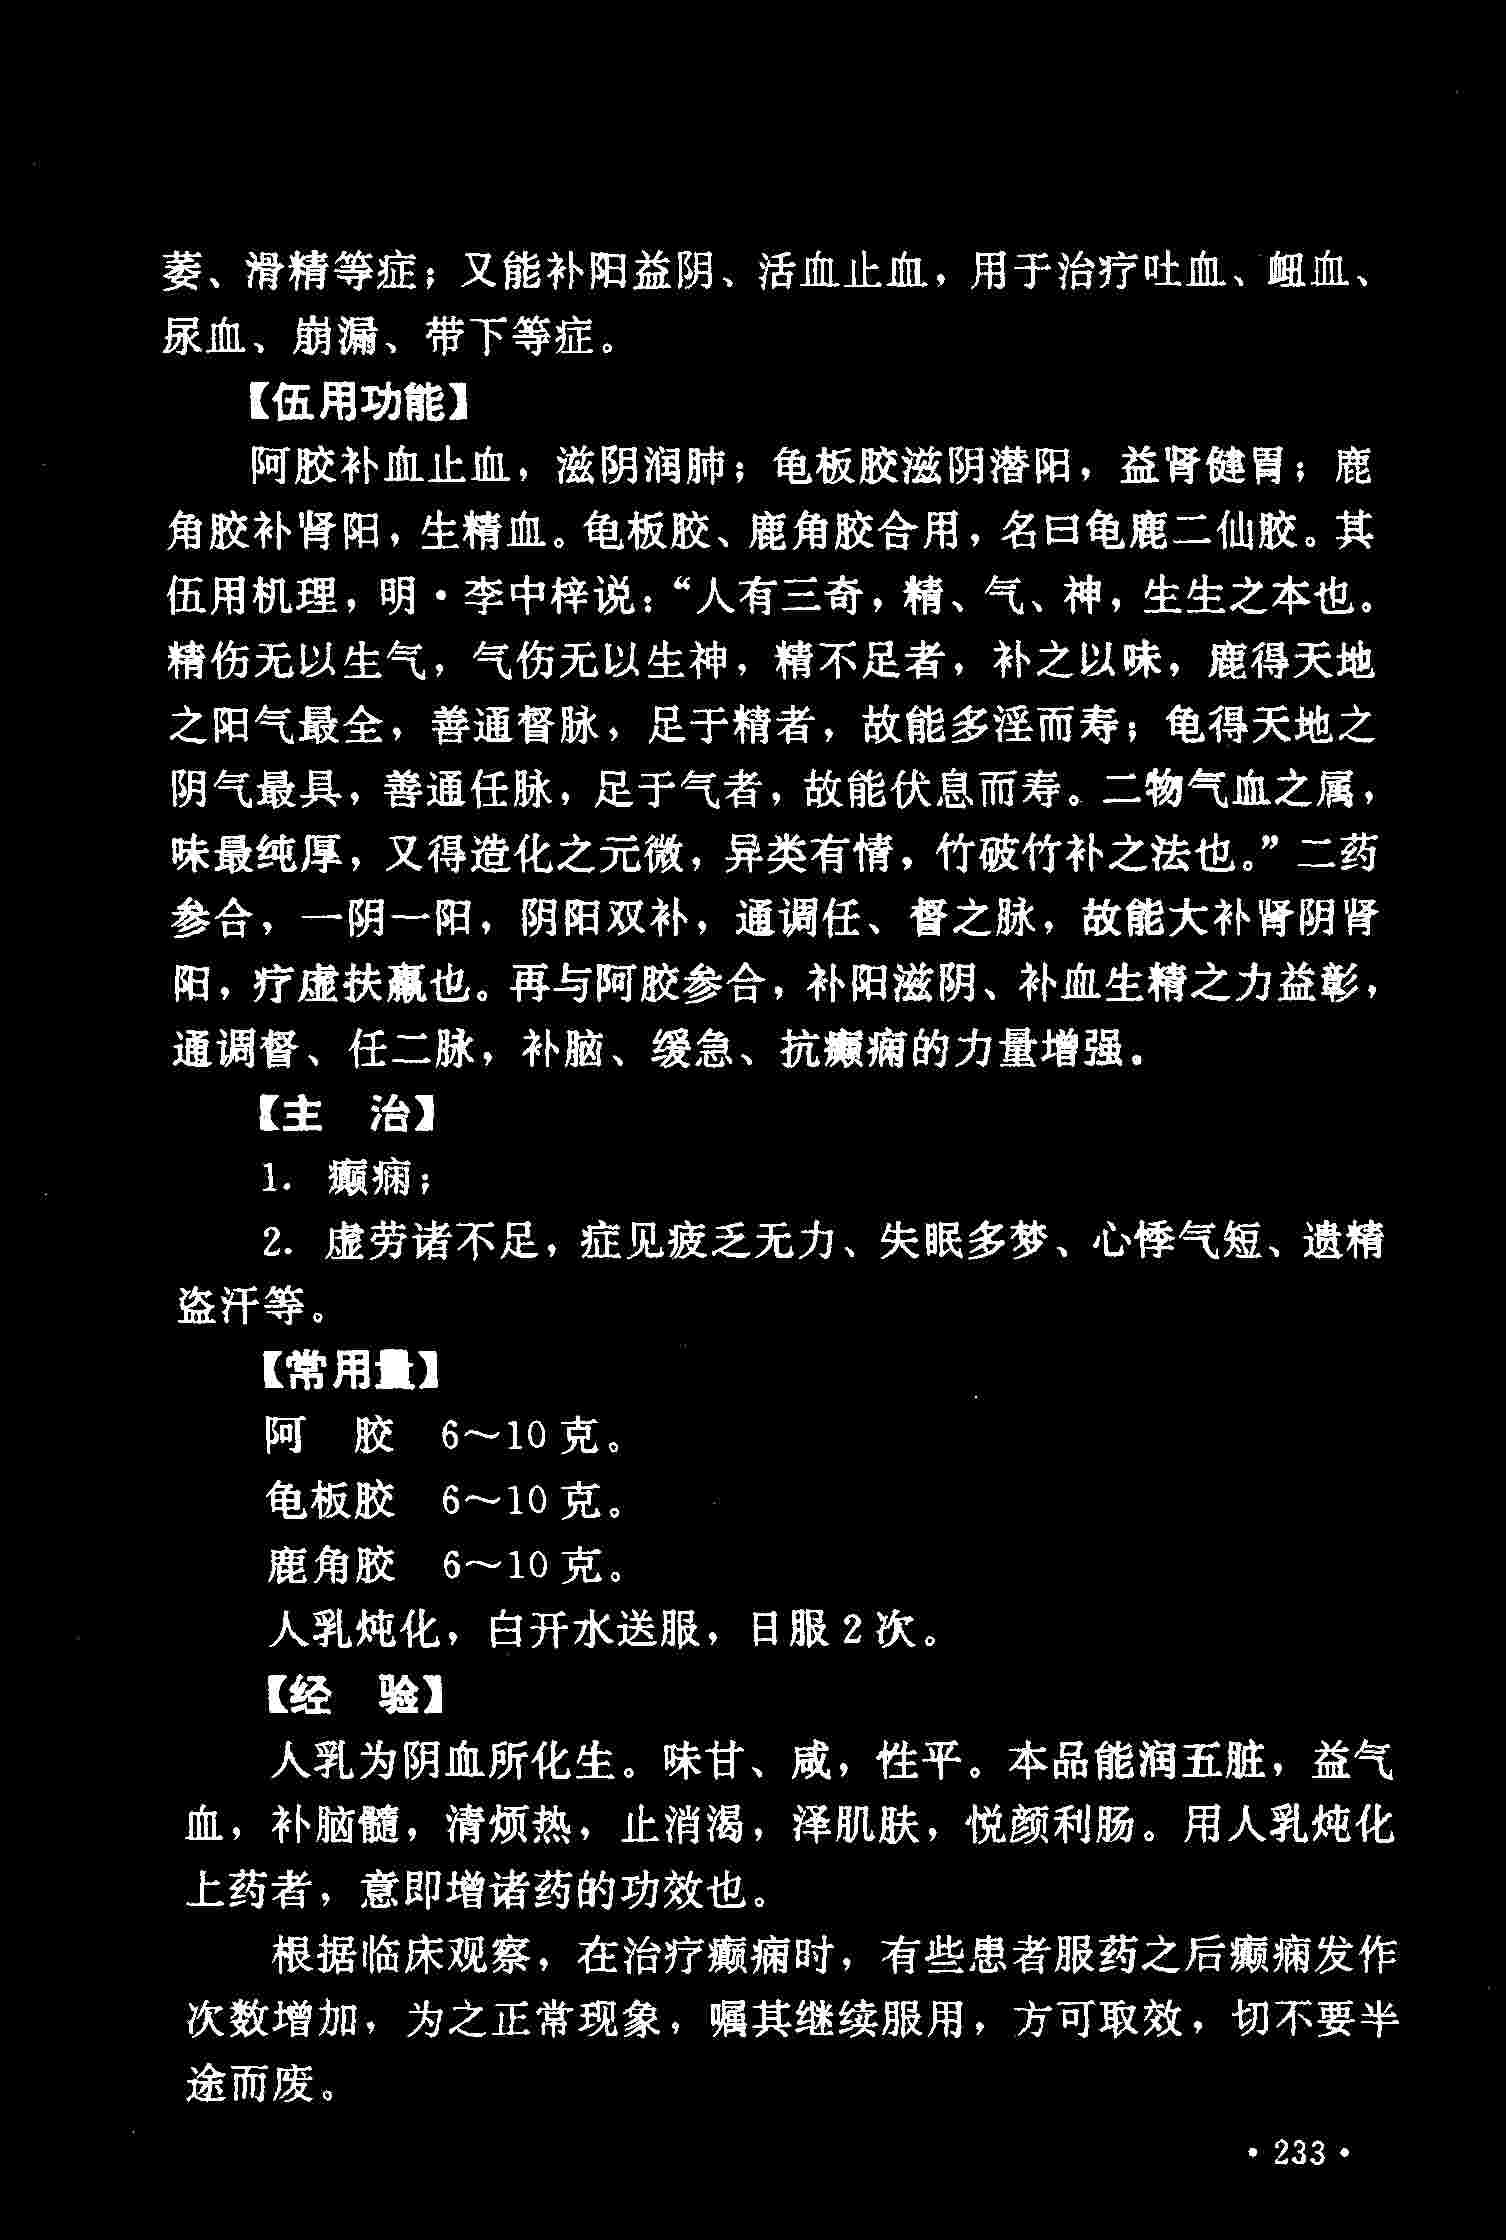 萎、滑精等症；又能补阳益阴、活血止血，用于治疗吐血、衄血、
尿血、崩漏、带下等症。
【伍用功能】
阿胶补血止血，滋阴润肺；龟板胶滋阴潜阳，益肾健胃；鹿
角胶补肾阳，生精血。龟板胶、鹿角胶合用，名曰龟鹿二仙胶。其
伍用机理，明·李中梓说：“人有三奇，精、气、神，生生之本也。
精伤无以生气，气伤无以生神，精不足者，补之以味，鹿得天地
之阳气最全，善通督脉，足于精者，故能多淫而寿；龟得天地之
阴气最具，善通任脉，足于气者，故能伏息而寿。二物气血之属，
味最纯厚，又得造化之元微，异类有情，竹破竹补之法也。”二药
参合，一阴一阳，阴阳双补，通调任、督之脉，故能大补肾阴肾
阳，疗虚扶羸也。再与阿胶参合，补阳滋阴、补血生精之力益彰，
通调督、任二脉，补脑、缓急、抗癫痫的力量增强。
【主　治】
1. 癫痫；
2. 虚劳诸不足，症见疲乏无力、失眠多梦、心悸气短、遗精
盗汗等。
【常用量】
阿　胶　6～10 克。
龟板胶　6～10 克。
鹿角胶　6～10 克。
人乳炖化，白开水送服，日服 2 次。
【经　验】
人乳为阴血所化生。味甘、咸，性平。本品能润五脏，益气
血，补脑髓，清烦热，止消渴，泽肌肤，悦颜利肠。用人乳炖化
上药者，意即增诸药的功效也。
根据临床观察，在治疗癫痫时，有些患者服药之后癫痫发作
次数增加，为之正常现象，嘱其继续服用，方可取效，切不要半
途而废。
·233·